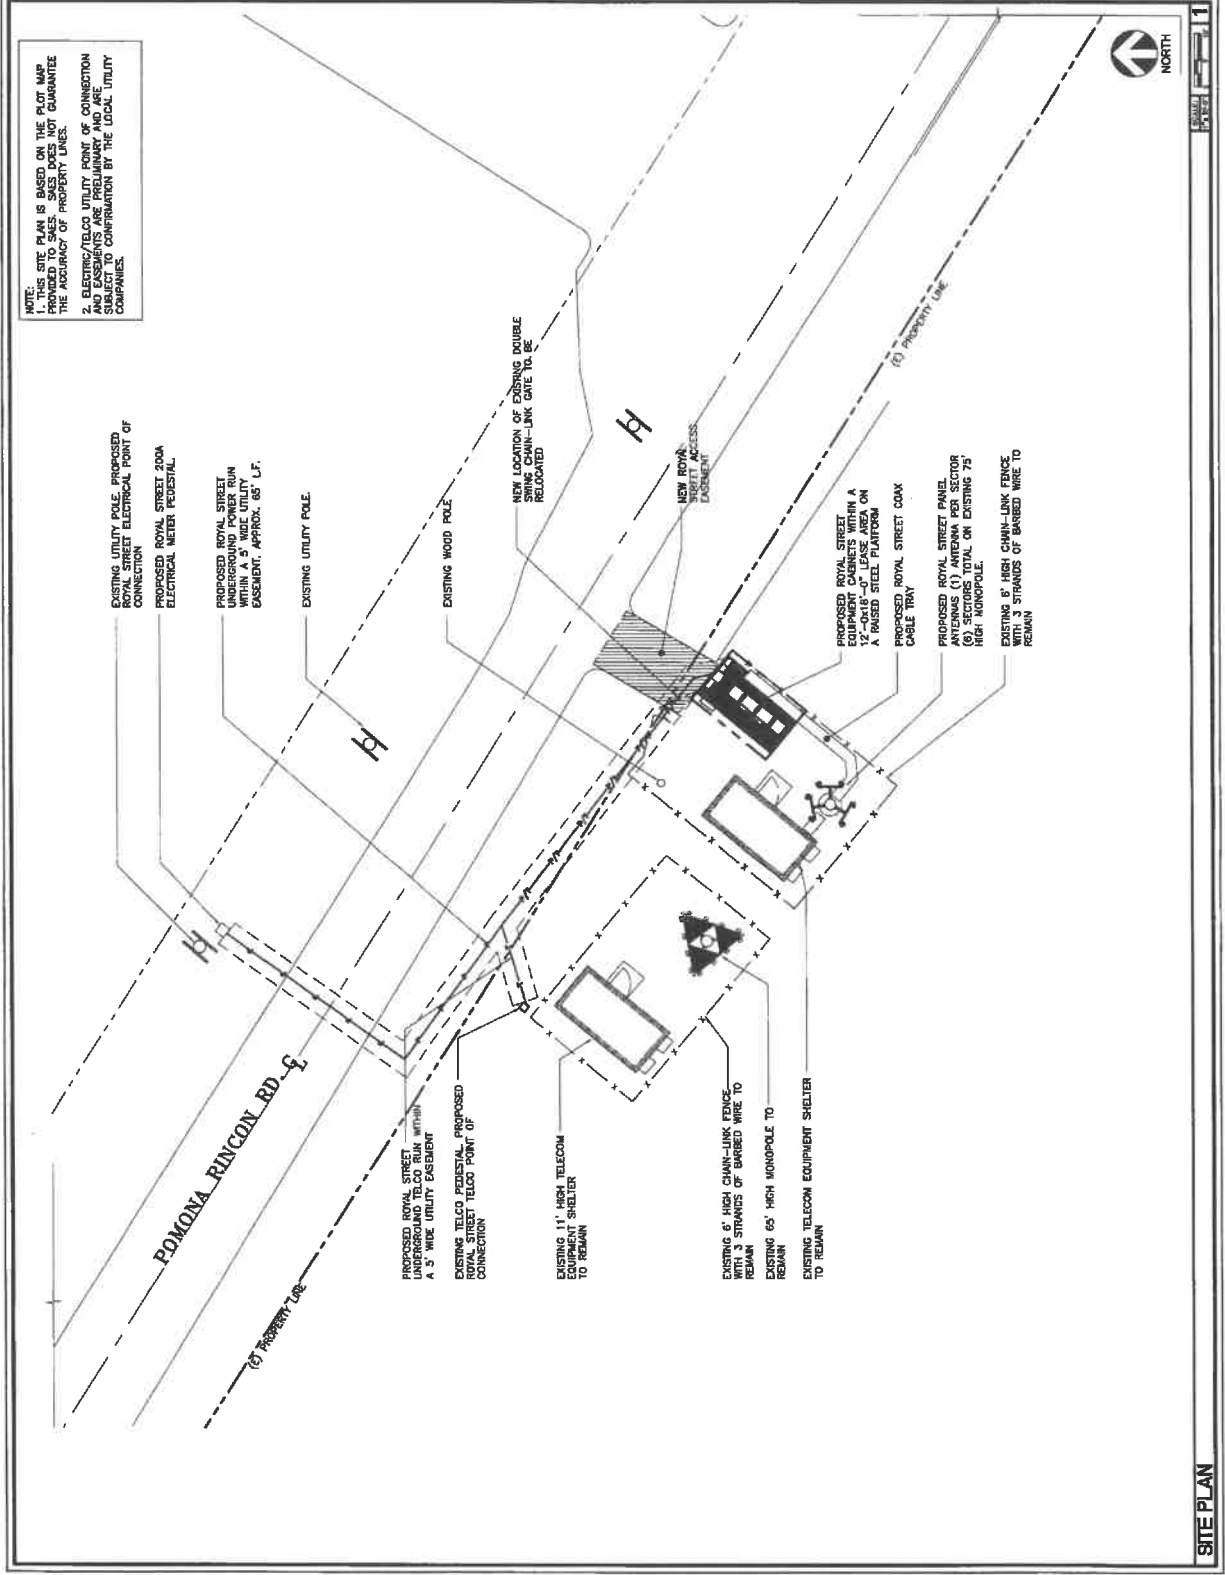 NOTE:
1. THIS SITE PLAN IS BASED ON THE PLOT MAP
PROVIDED TO SAES.  SAES DOES NOT GUARANTEE
THE ACCURACY OF PROPERTY LINES.
2. ELECTRIC/TELCO UTILITY POINT OF CONNECTION
AND EASEMENTS ARE PRELIMINARY AND ARE
SUBJECT TO CONFIRMATION BY THE LOCAL UTILITY
COMPANIES.
EXISTING UTILITY POLE. PROPOSED
ROYAL STREET ELECTRICAL POINT OF
CONNECTION
PROPOSED ROYAL STREET 200A
ELECTRICAL METER PEDESTAL.
PROPOSED ROYAL STREET
UNDERGROUND POWER RUN
WITHIN A 5' WIDE UTILITY
EASEMENT. APPROX. 65' L.F.
EXISTING UTILITY POLE.
EXISTING WOOD POLE
NEW LOCATION OF EXISTING DOUBLE
SWING CHAIN-LINK GATE TO BE
RELOCATED
NEW ROYAL
STREET ACCESS
EASEMENT
PROPOSED ROYAL STREET
EQUIPMENT CABINETS WITHIN A
12'-0x16'-0" LEASE AREA ON
A RAISED STEEL PLATFORM
PROPOSED ROYAL STREET COAX
CABLE TRAY
PROPOSED ROYAL STREET PANEL
ANTENNAS (1) ANTENNA PER SECTOR
(6) SECTORS TOTAL ON EXISTING 75'
HIGH MONOPOLE.
EXISTING 6' HIGH CHAIN-LINK FENCE
WITH 3 STRANDS OF BARBED WIRE TO
REMAIN
POMONA RINCON RD. CL
(E) PROPERTY LINE
(E) PROPERTY LINE
PROPOSED ROYAL STREET
UNDERGROUND TELCO RUN WITHIN
A 5' WIDE UTILITY EASEMENT
EXISTING TELCO PEDESTAL. PROPOSED
ROYAL STREET TELCO POINT OF
CONNECTION
EXISTING 11' HIGH TELECOM
EQUIPMENT SHELTER
TO REMAIN
EXISTING 6' HIGH CHAIN-LINK FENCE
WITH 3 STRANDS OF BARBED WIRE TO
REMAIN
EXISTING 65' HIGH MONOPOLE TO
REMAIN
EXISTING TELECOM EQUIPMENT SHELTER
TO REMAIN
NORTH
SITE PLAN
SCALE:
1